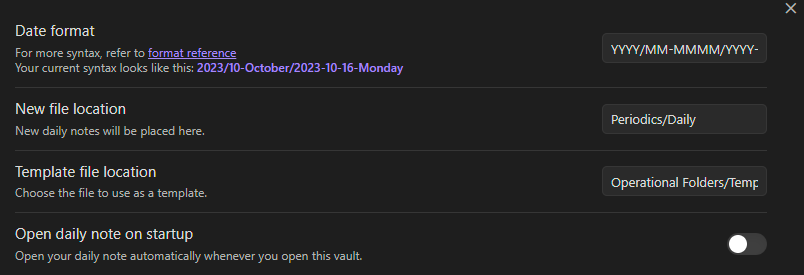 Date format
For more syntax, refer to format reference
Your current syntax looks like this: 2023/10-October/2023-10-16-Monday
YYYY/MM-MMMM/YYYY-
New file location
New daily notes will be placed here.
Periodics/Daily
Template file location
Choose the file to use as a template.
Operational Folders/Temp
Open daily note on startup
Open your daily note automatically whenever you open this vault.